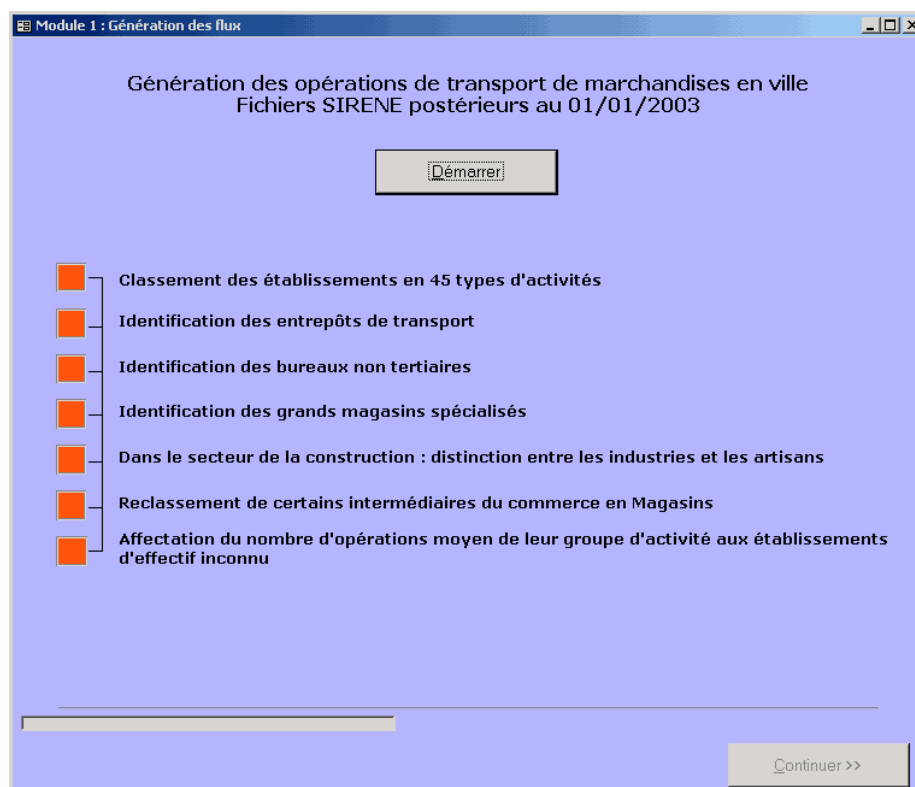 Module 1 : Génération des flux
Génération des opérations de transport de marchandises en ville
Fichiers SIRENE postérieurs au 01/01/2003
Démarrer
Classement des établissements en 45 types d'activités
Identification des entrepôts de transport
Identification des bureaux non tertiaires
Identification des grands magasins spécialisés
Dans le secteur de la construction : distinction entre les industries et les artisans
Reclassement de certains intermédiaires du commerce en Magasins
Affectation du nombre d'opérations moyen de leur groupe d'activité aux établissements
d'effectif inconnu
Continuer >>